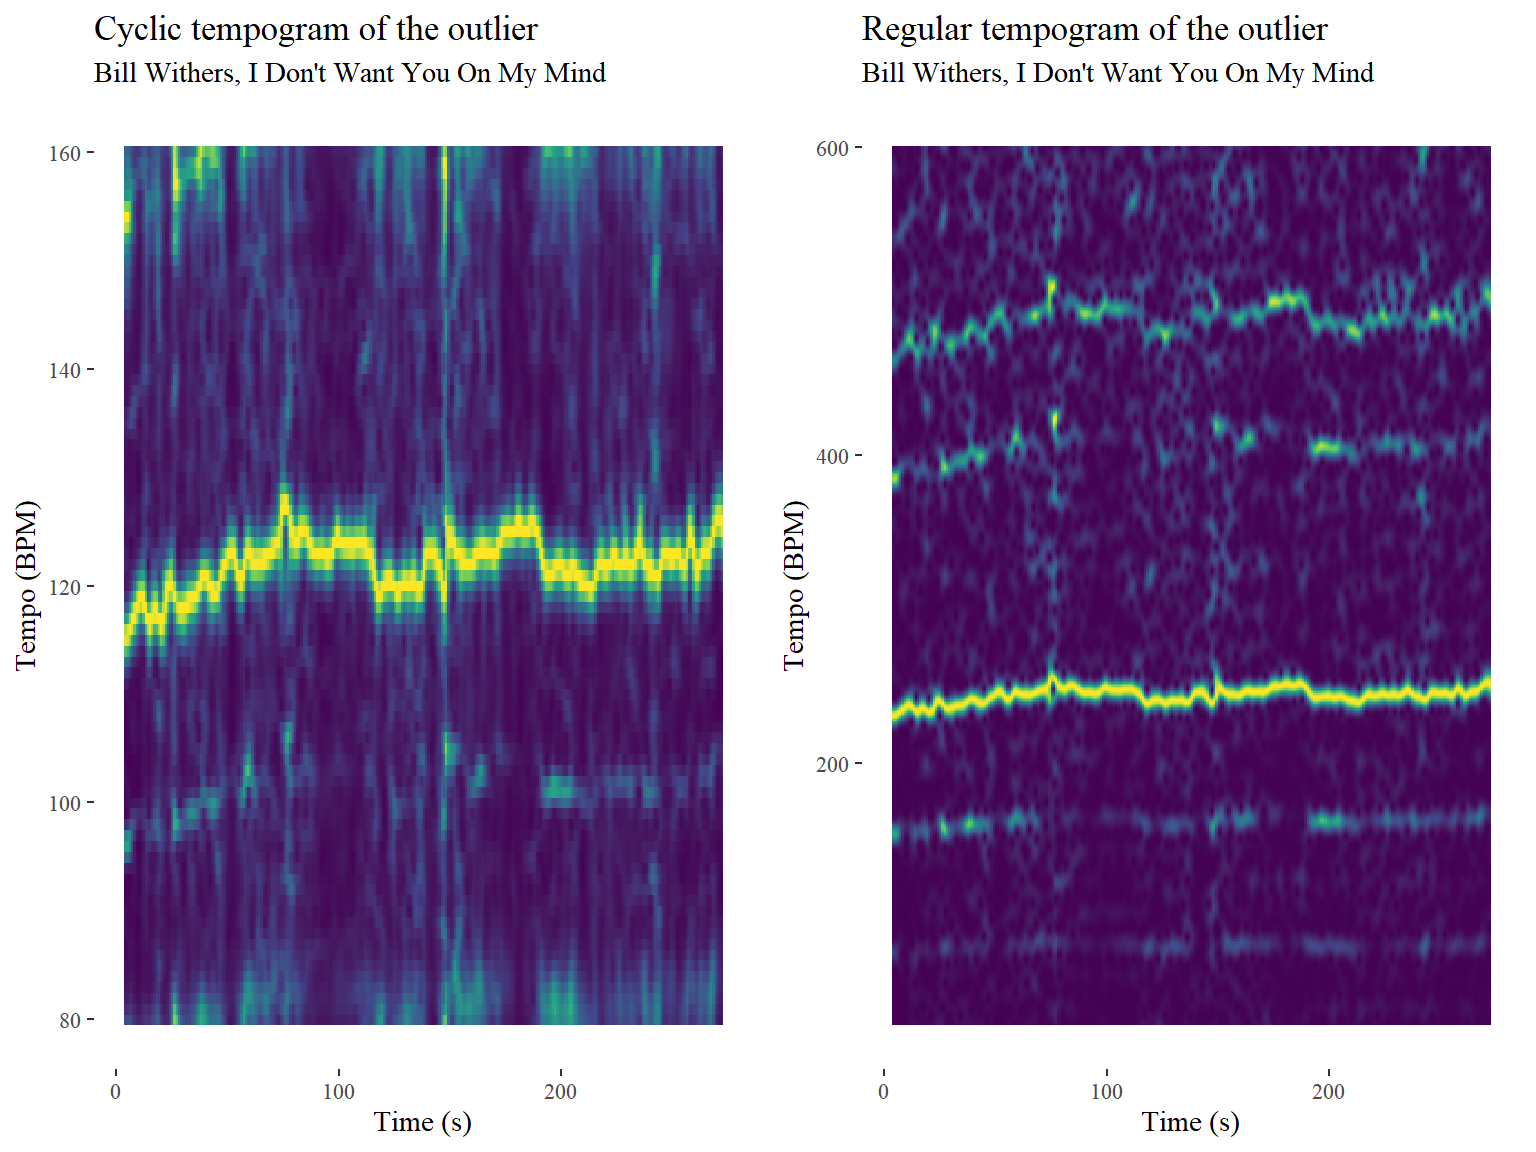 Cyclic tempogram of the outlier
Bill Withers, I Don't Want You On My Mind
160
140
120
100
80
Tempo (BPM)
0
100
200
Time (s)
Regular tempogram of the outlier
Bill Withers, I Don't Want You On My Mind
600
400
200
Tempo (BPM)
0
100
200
Time (s)